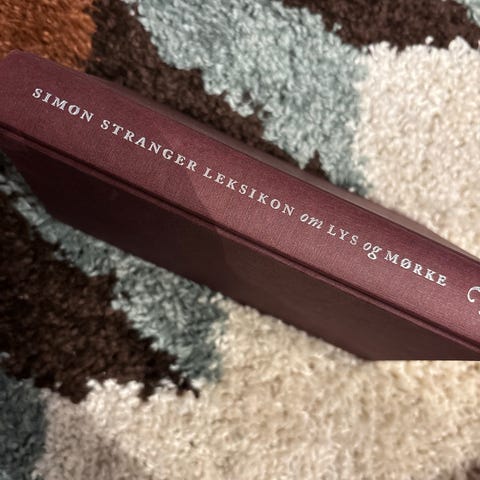 SIMON STRANGER LEKSIKON om LYS og MØRKE